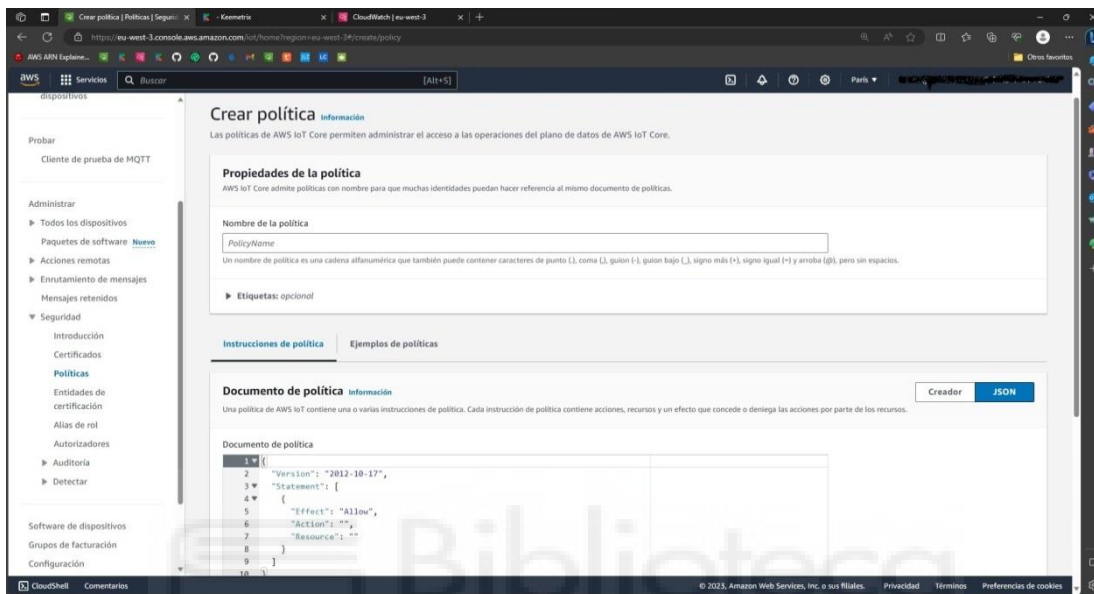 Crear política | Políticas | Seguri
- Keemetrix
CloudWatch | eu-west-3
https://eu-west-3.console.aws.amazon.com/iot/home?region=eu-west-3#/create/policy
AWS ARN Explaine...
Otros favoritos
aws
Servicios
Buscar
[Alt+S]
París
dispositivos
Probar
Cliente de prueba de MQTT
Administrar
Todos los dispositivos
Paquetes de software Nuevo
Acciones remotas
Enrutamiento de mensajes
Mensajes retenidos
Seguridad
Introducción
Certificados
Políticas
Entidades de
certificación
Alias de rol
Autorizadores
Auditoría
Detectar
Software de dispositivos
Grupos de facturación
Configuración
Crear política Información
Las políticas de AWS IoT Core permiten administrar el acceso a las operaciones del plano de datos de AWS IoT Core.
Propiedades de la política
AWS IoT Core admite políticas con nombre para que muchas identidades puedan hacer referencia al mismo documento de políticas.
Nombre de la política
PolicyName
Un nombre de política es una cadena alfanumérica que también puede contener caracteres de punto (.), coma (,), guion (-), guion bajo (_), signo más (+), signo igual (=) y arroba (@), pero sin espacios.
Etiquetas: opcional
Instrucciones de política
Ejemplos de políticas
Documento de política Información
Creador
JSON
Una política de AWS IoT contiene una o varias instrucciones de política. Cada instrucción de política contiene acciones, recursos y un efecto que concede o deniega las acciones por parte de los recursos.
Documento de política
1 {
2 "Version": "2012-10-17",
3 "Statement": [
4 {
5 "Effect": "Allow",
6 "Action": "",
7 "Resource": ""
8 }
9 ]
10 }
Biblioteca
CloudShell
Comentarios
© 2023, Amazon Web Services, Inc. o sus filiales.
Privacidad
Términos
Preferencias de cookies